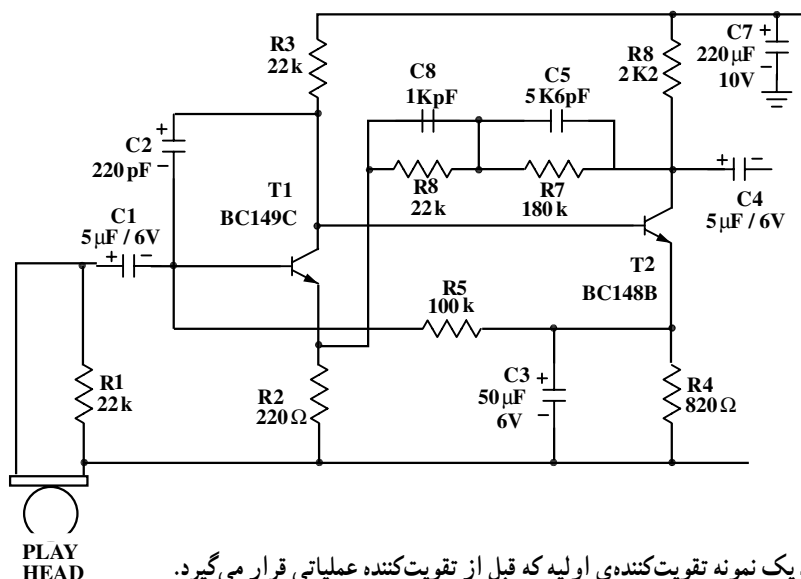 R3
22k
C8
1KpF
C5
5K6pF
R8
2K2
C7
+
220µF
−
10V
+
C2
220pF
−
T1
BC149C
R8
22k
R7
180k
+ −
C4
5µF / 6V
C1
5µF / 6V
+ −
T2
BC148B
R5
100k
R1
22k
R2
220Ω
C3
+
50µF
−
6V
R4
820Ω
PLAY
HEAD
یک نمونه تقویت‌کننده‌ی اولیه که قبل از تقویت‌کننده عملیاتی قرار می‌گیرد.